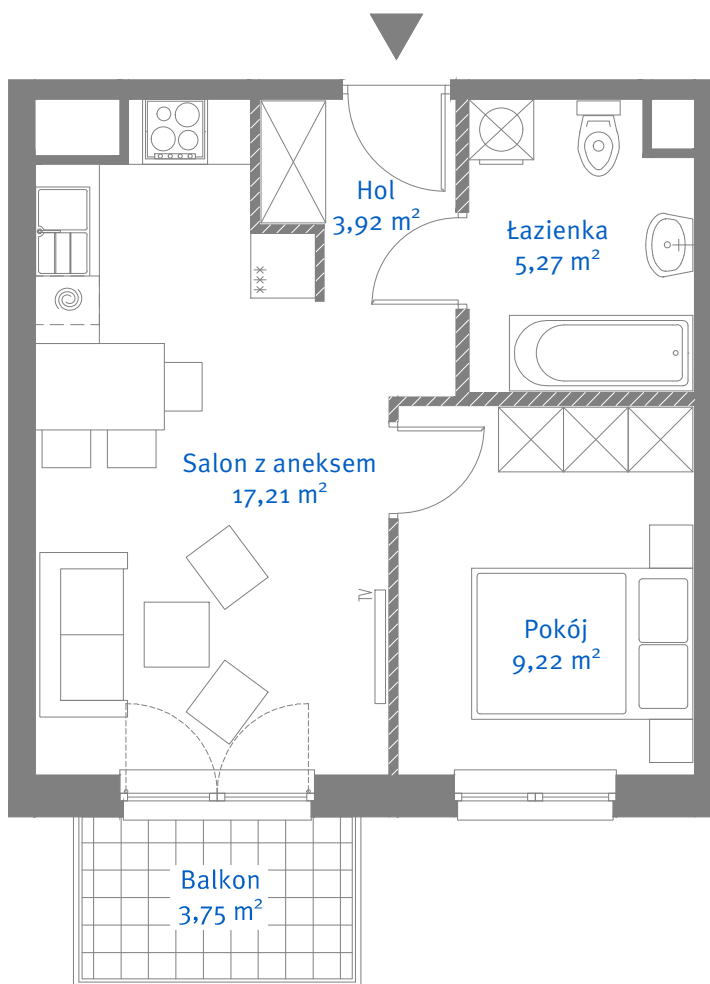 Hol
3,92 m²
Łazienka
5,27 m²
Salon z aneksem
17,21 m²
TV
Pokój
9,22 m²
Balkon
3,75 m²